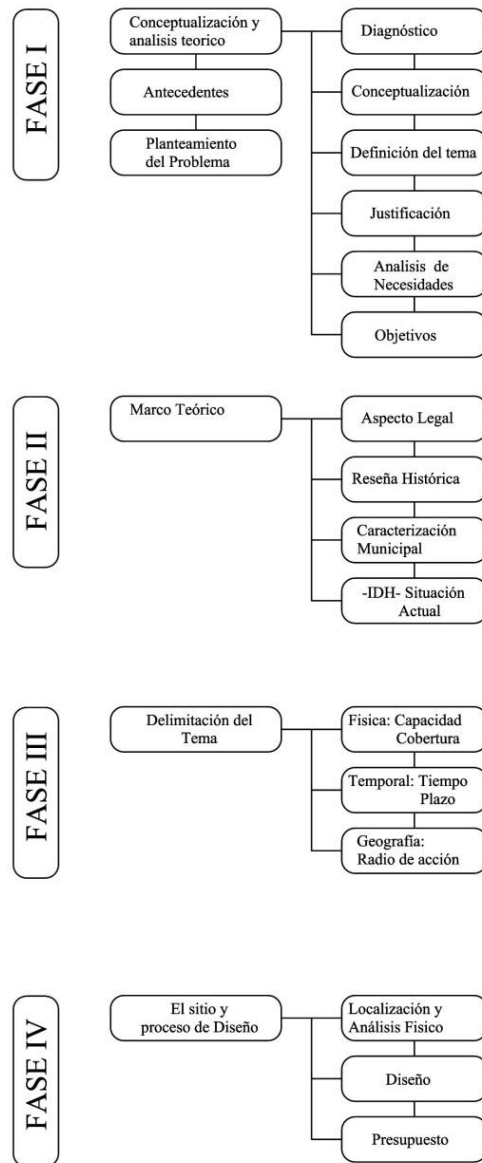 FASE I
Conceptualización y
analisis teorico
Antecedentes
Planteamiento
del Problema
Diagnóstico
Conceptualización
Definición del tema
Justificación
Analisis de
Necesidades
Objetivos
FASE II
Marco Teórico
Aspecto Legal
Reseña Histórica
Caracterización
Municipal
-IDH- Situación
Actual
FASE III
Delimitación del
Tema
Fisica: Capacidad
Cobertura
Temporal: Tiempo
Plazo
Geografía:
Radio de acción
FASE IV
El sitio y
proceso de Diseño
Localización y
Análisis Fisico
Diseño
Presupuesto